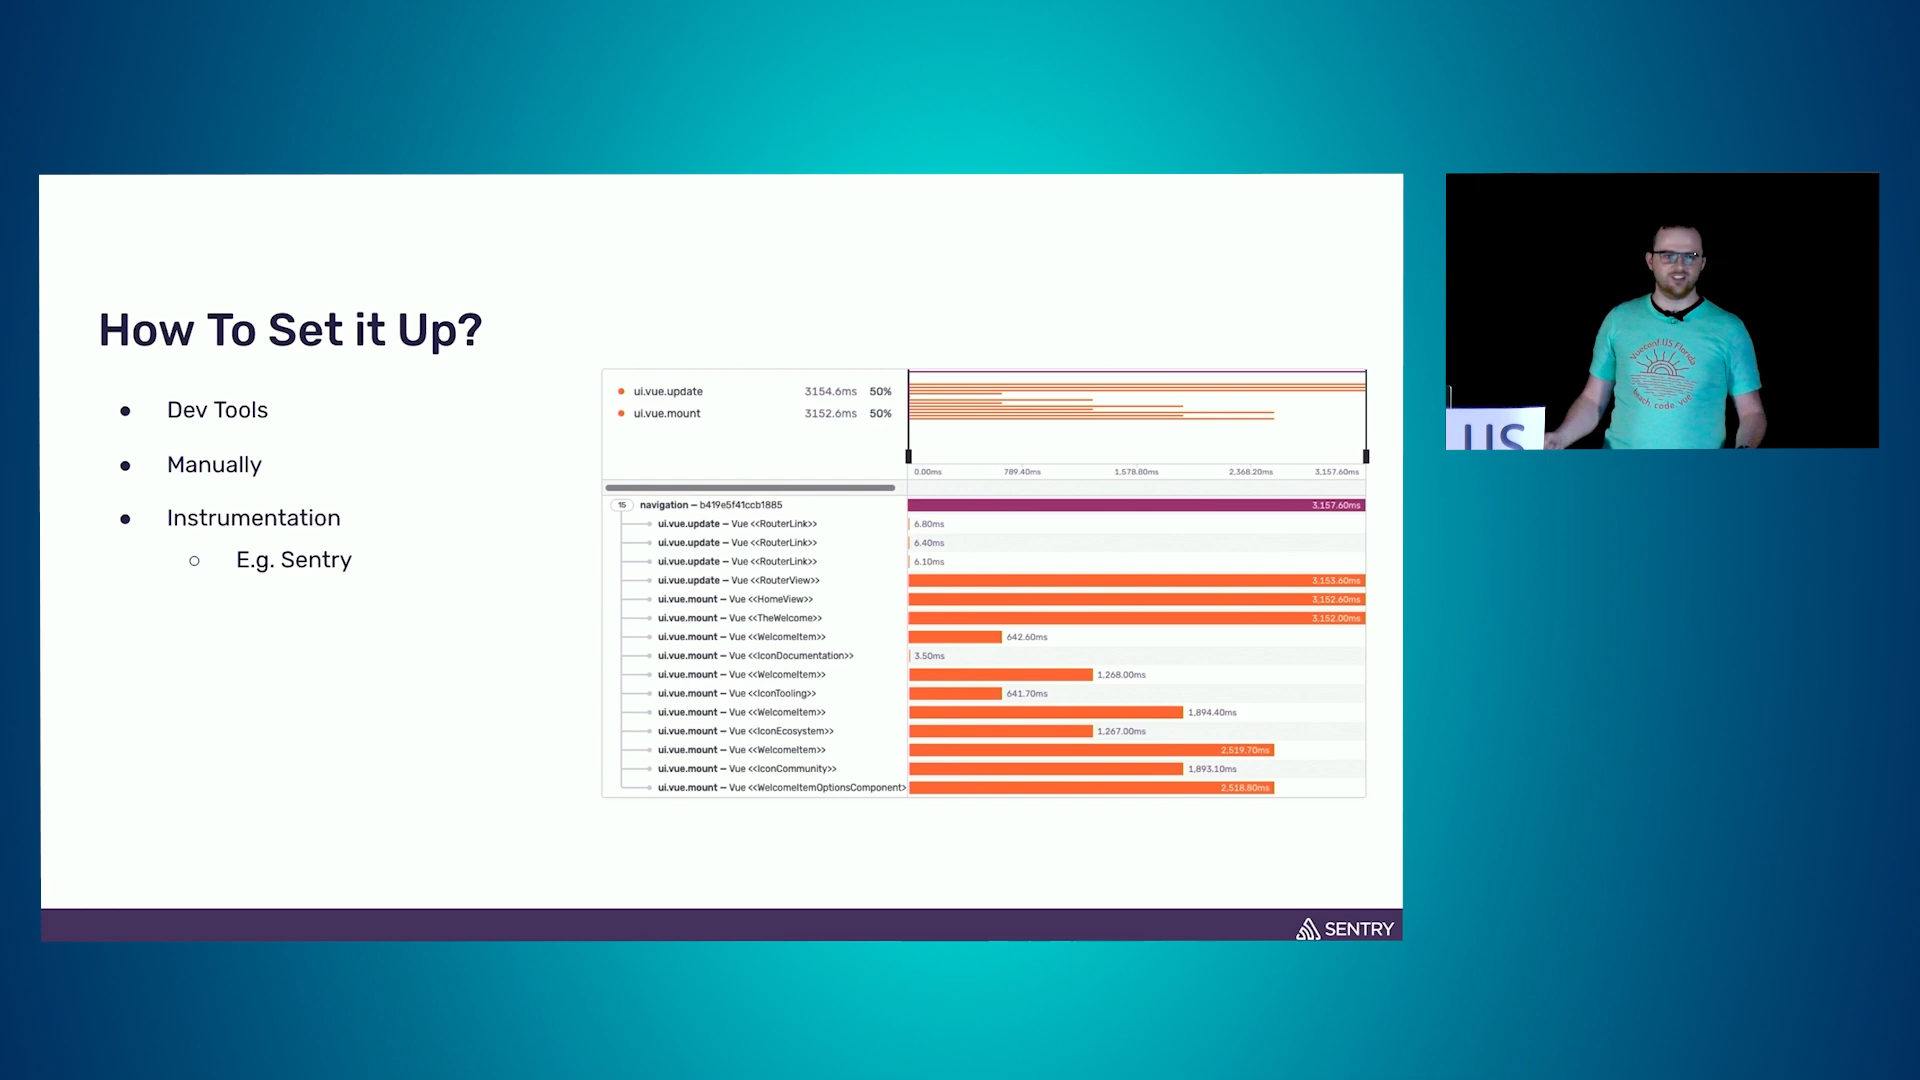 How To Set it Up?
● Dev Tools
● Manually
● Instrumentation
○ E.g. Sentry
ui.vue.update 3154.6ms 50%
ui.vue.mount 3152.6ms 50%
0.00ms 789.40ms 1,578.80ms 2,368.20ms 3,157.60ms
15 navigation – b419e5f41ccb1885 3,157.60ms
ui.vue.update – Vue <<RouterLink>> 6.80ms
ui.vue.update – Vue <<RouterLink>> 6.40ms
ui.vue.update – Vue <<RouterLink>> 6.10ms
ui.vue.update – Vue <<RouterView>> 3,153.60ms
ui.vue.mount – Vue <<HomeView>> 3,152.60ms
ui.vue.mount – Vue <<TheWelcome>> 3,152.00ms
ui.vue.mount – Vue <<WelcomeItem>> 642.60ms
ui.vue.mount – Vue <<IconDocumentation>> 3.50ms
ui.vue.mount – Vue <<WelcomeItem>> 1,268.00ms
ui.vue.mount – Vue <<IconTooling>> 641.70ms
ui.vue.mount – Vue <<WelcomeItem>> 1,894.40ms
ui.vue.mount – Vue <<IconEcosystem>> 1,267.00ms
ui.vue.mount – Vue <<WelcomeItem>> 2,519.70ms
ui.vue.mount – Vue <<IconCommunity>> 1,893.10ms
ui.vue.mount – Vue <<WelcomeItemOptionsComponent> 2,518.80ms
SENTRY
Vueconf US Florida
beach, code, vue
US